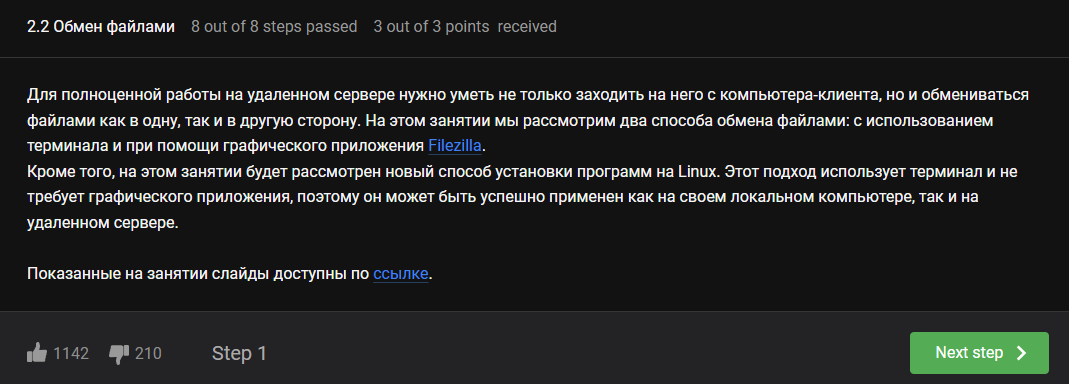 2.2 Обмен файлами 8 out of 8 steps passed 3 out of 3 points received
Для полноценной работы на удаленном сервере нужно уметь не только заходить на него с компьютера-клиента, но и обмениваться
файлами как в одну, так и в другую сторону. На этом занятии мы рассмотрим два способа обмена файлами: с использованием
терминала и при помощи графического приложения Filezilla.
Кроме того, на этом занятии будет рассмотрен новый способ установки программ на Linux. Этот подход использует терминал и не
требует графического приложения, поэтому он может быть успешно применен как на своем локальном компьютере, так и на
удаленном сервере.
Показанные на занятии слайды доступны по ссылке.
1142 210 Step 1 Next step